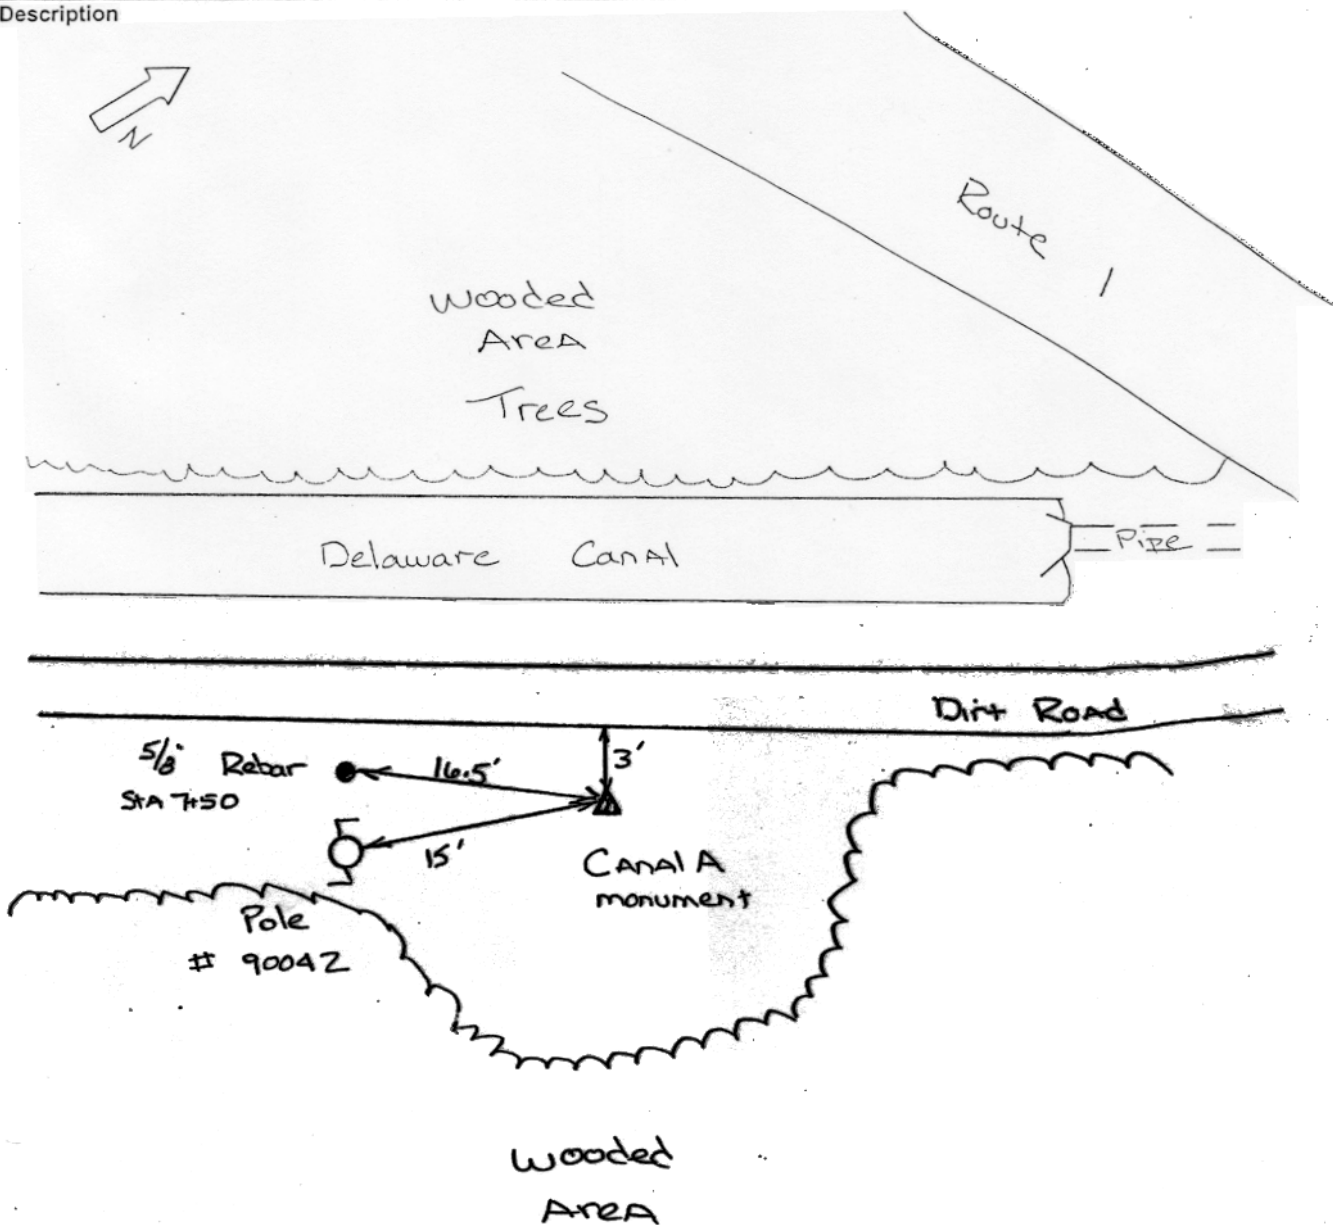 Description
N
Route 1
Wooded
Area
Trees
Delaware Canal
Pipe
Dirt Road
5/8" Rebar
16.5'
3'
StA 7+50
15'
Canal A
monument
Pole
# 90042
Wooded
Area